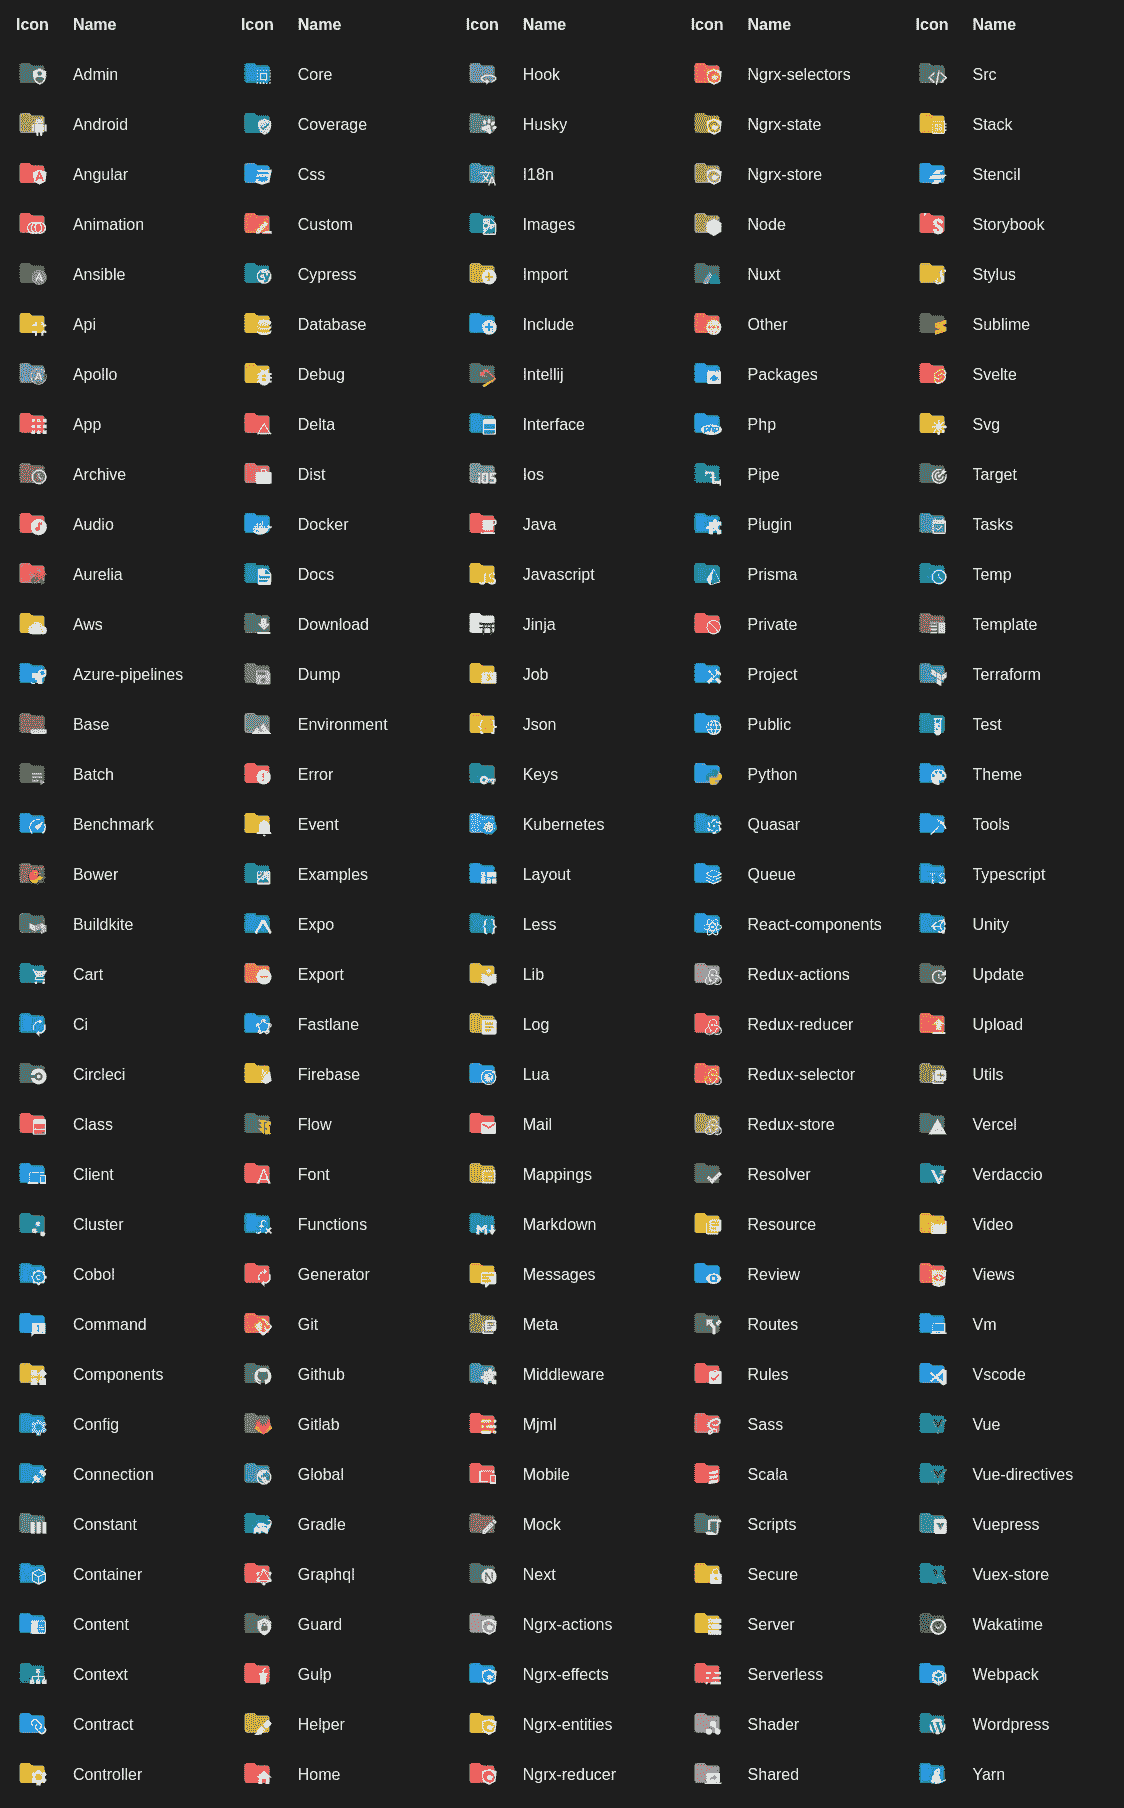 Icon Name Icon Name Icon Name Icon Name Icon Name
Admin Core Hook Ngrx-selectors Src
Android Coverage Husky Ngrx-state Stack
Angular Css I18n Ngrx-store Stencil
Animation Custom Images Node Storybook
Ansible Cypress Import Nuxt Stylus
Api Database Include Other Sublime
Apollo Debug Intellij Packages Svelte
App Delta Interface Php Svg
Archive Dist Ios Pipe Target
Audio Docker Java Plugin Tasks
Aurelia Docs Javascript Prisma Temp
Aws Download Jinja Private Template
Azure-pipelines Dump Job Project Terraform
Base Environment Json Public Test
Batch Error Keys Python Theme
Benchmark Event Kubernetes Quasar Tools
Bower Examples Layout Queue Typescript
Buildkite Expo Less React-components Unity
Cart Export Lib Redux-actions Update
Ci Fastlane Log Redux-reducer Upload
Circleci Firebase Lua Redux-selector Utils
Class Flow Mail Redux-store Vercel
Client Font Mappings Resolver Verdaccio
Cluster Functions Markdown Resource Video
Cobol Generator Messages Review Views
Command Git Meta Routes Vm
Components Github Middleware Rules Vscode
Config Gitlab Mjml Sass Vue
Connection Global Mobile Scala Vue-directives
Constant Gradle Mock Scripts Vuepress
Container Graphql Next Secure Vuex-store
Content Guard Ngrx-actions Server Wakatime
Context Gulp Ngrx-effects Serverless Webpack
Contract Helper Ngrx-entities Shader Wordpress
Controller Home Ngrx-reducer Shared Yarn